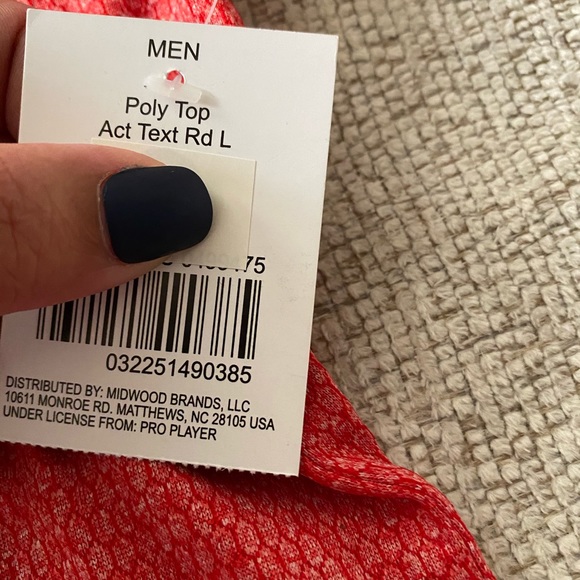 MEN
Poly Top
Act Text Rd L
032251490385
DISTRIBUTED BY: MIDWOOD BRANDS, LLC
10611 MONROE RD. MATTHEWS, NC 28105 USA
UNDER LICENSE FROM: PRO PLAYER